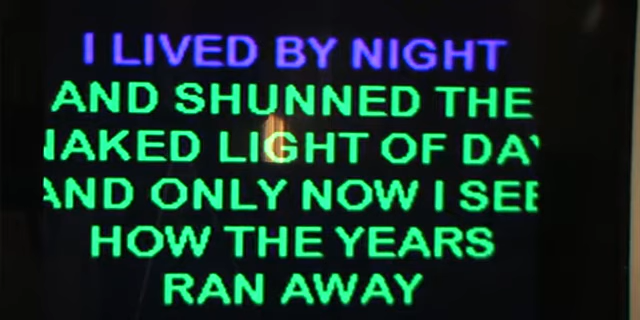 I LIVED BY NIGHT
AND SHUNNED THE
NAKED LIGHT OF DAY
AND ONLY NOW I SEE
HOW THE YEARS
RAN AWAY